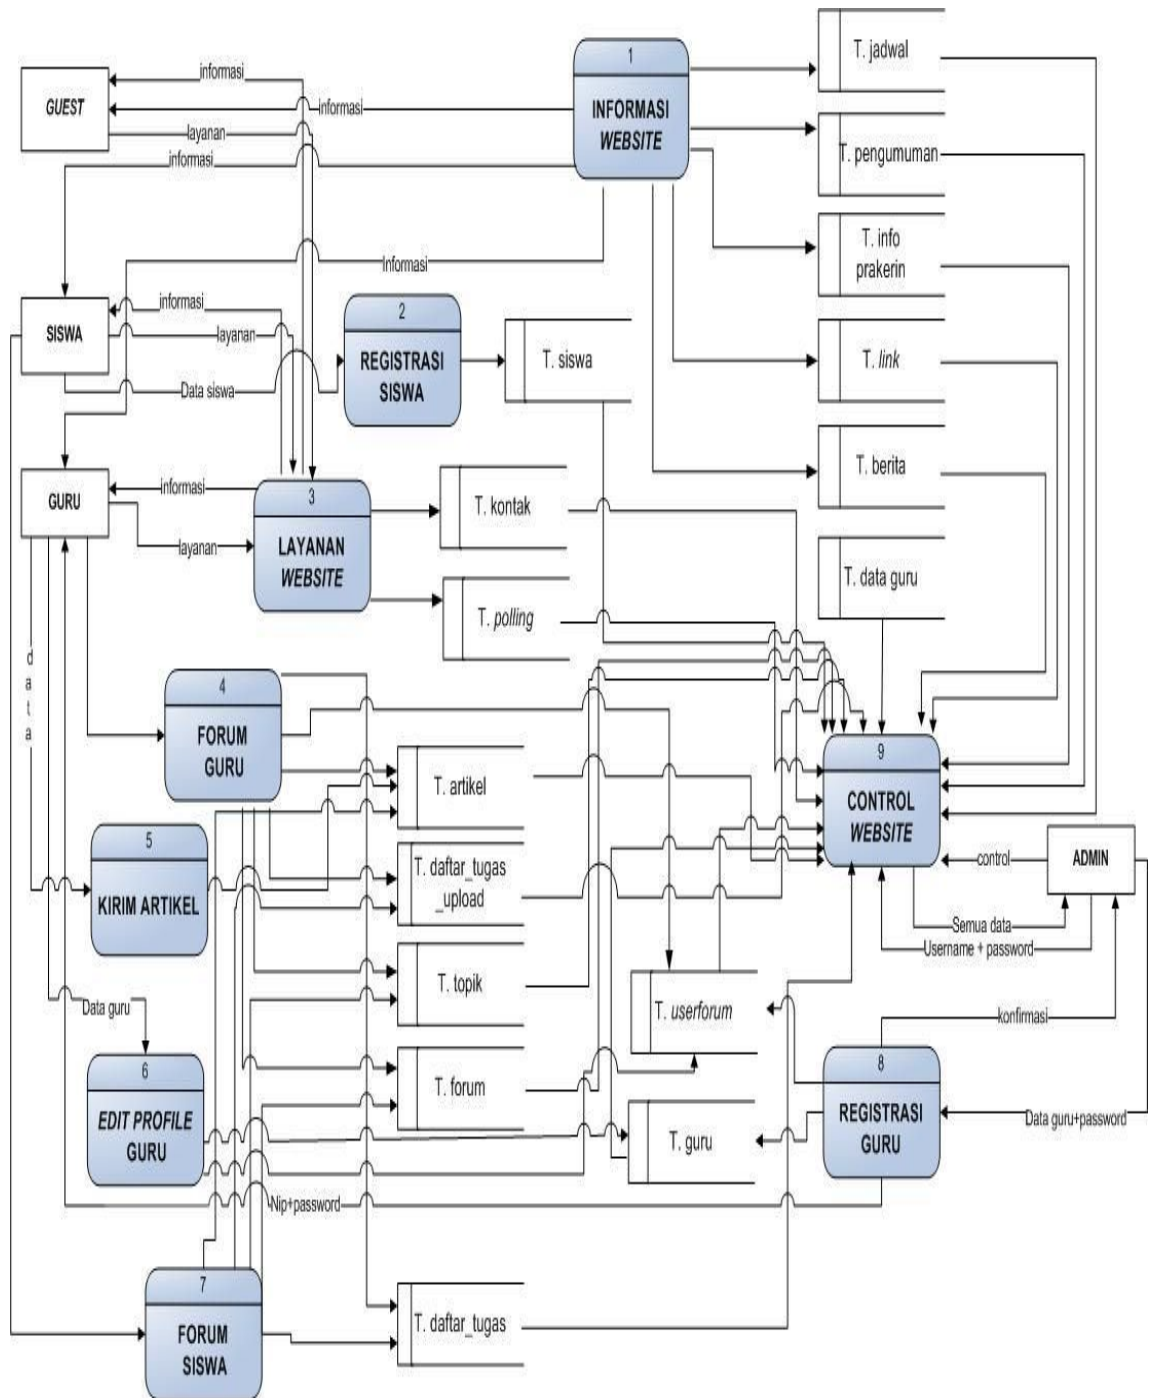 1
INFORMASI
WEBSITE
T. jadwal
informasi
GUEST
informasi
layanan
informasi
T. pengumuman
T. info
prakerin
Informasi
SISWA
informasi
layanan
Data siswa
2
REGISTRASI
SISWA
T. siswa
T. link
T. berita
GURU
informasi
layanan
3
LAYANAN
WEBSITE
T. kontak
T. polling
T. data guru
data
4
FORUM
GURU
T. artikel
9
CONTROL
WEBSITE
5
KIRIM ARTIKEL
T. daftar_tugas
_upload
control
ADMIN
Semua data
Username + password
T. topik
T. userforum
Data guru
konfirmasi
6
EDIT PROFILE
GURU
T. forum
T. guru
8
REGISTRASI
GURU
Data guru+password
Nip+password
7
FORUM
SISWA
T. daftar_tugas